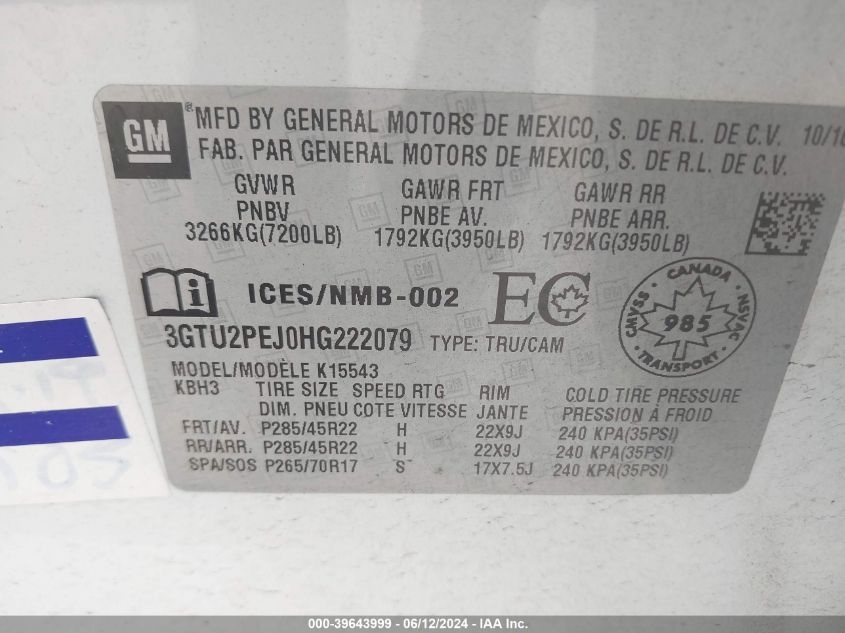 GM
® MFD BY GENERAL MOTORS DE MEXICO, S. DE R.L. DE C.V. 10/16
FAB. PAR GENERAL MOTORS DE MEXICO, S. DE R.L. DE C.V.
GVWR GAWR FRT GAWR RR
PNBV PNBE AV. PNBE ARR.
3266KG(7200LB) 1792KG(3950LB) 1792KG(3950LB)
i ICES/NMB-002 EC
CANADA
CMVSS NSVAC
985
TRANSPORT
3GTU2PEJ0HG222079 TYPE: TRU/CAM
MODEL/MODÈLE K15543
KBH3 TIRE SIZE SPEED RTG RIM COLD TIRE PRESSURE
DIM. PNEU COTE VITESSE JANTE PRESSION À FROID
FRT/AV. P285/45R22 H 22X9J 240 KPA(35PSI)
RR/ARR. P285/45R22 H 22X9J 240 KPA(35PSI)
SPA/SOS P265/70R17 S 17X7.5J 240 KPA(35PSI)
000-39643999 - 06/12/2024 - IAA Inc.